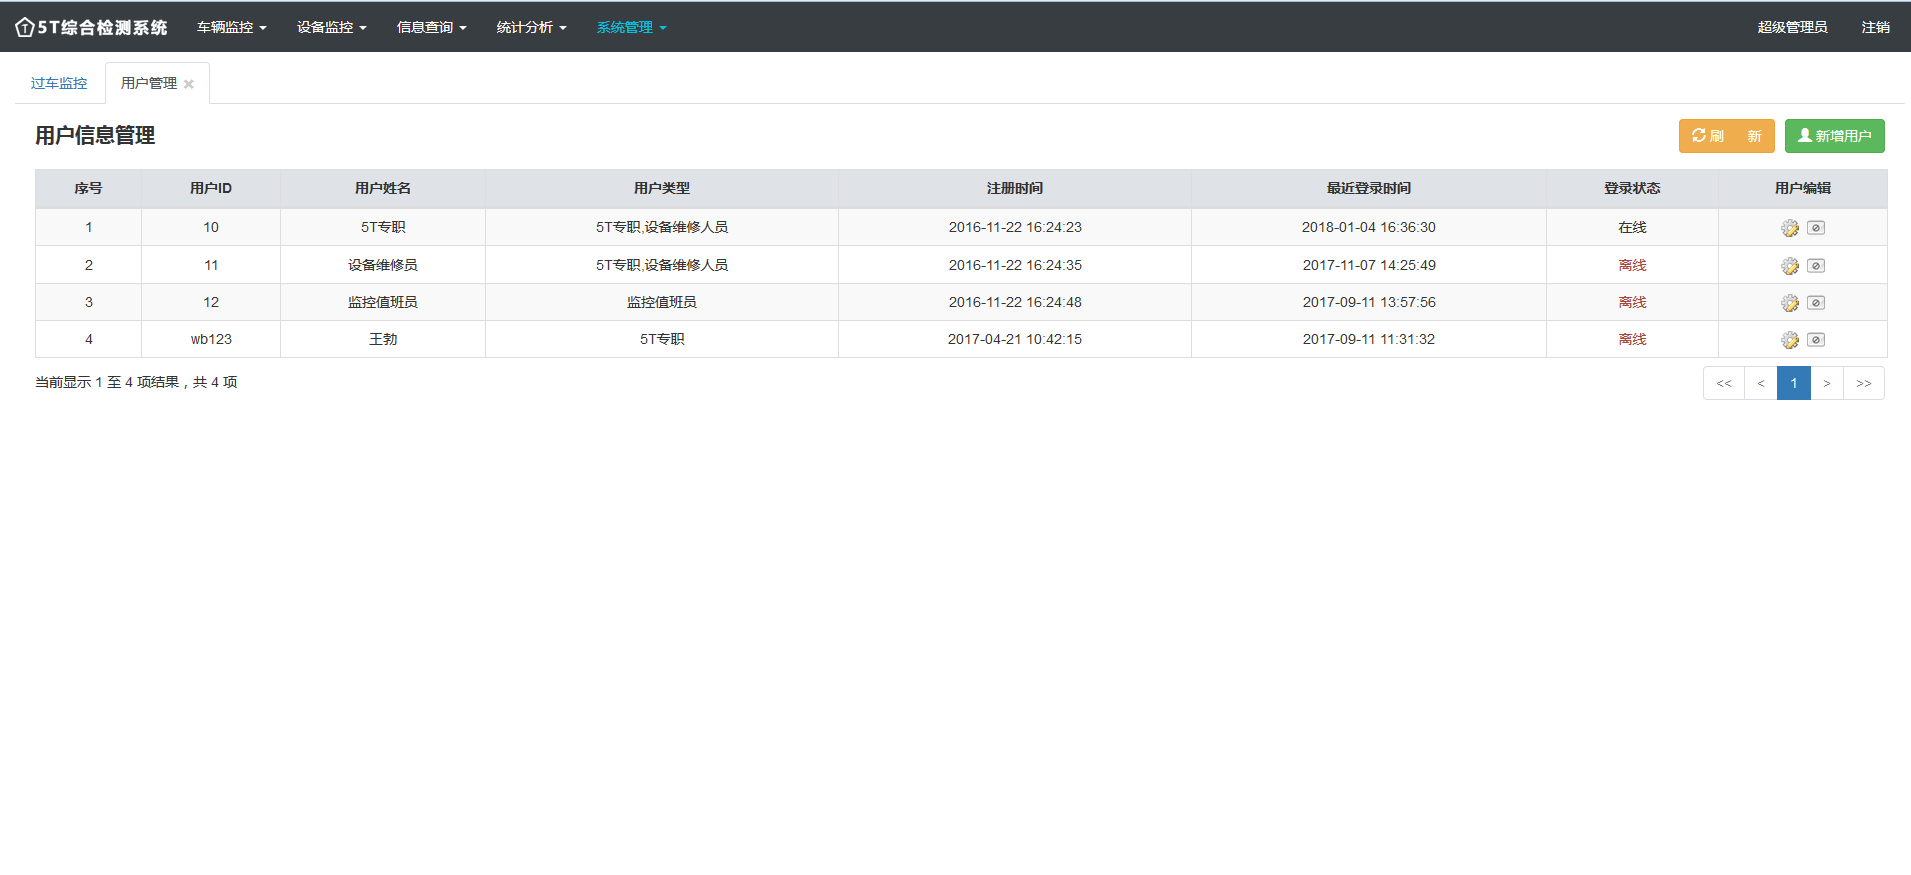 5T综合检测系统 车辆监控 设备监控 信息查询 统计分析 系统管理 超级管理员 注销
过车监控 用户管理
用户信息管理 刷 新 新增用户
序号 用户ID 用户姓名 用户类型 注册时间 最近登录时间 登录状态 用户编辑
1 10 5T专职 5T专职,设备维修人员 2016-11-22 16:24:23 2018-01-04 16:36:30 在线
2 11 设备维修员 5T专职,设备维修人员 2016-11-22 16:24:35 2017-11-07 14:25:49 离线
3 12 监控值班员 监控值班员 2016-11-22 16:24:48 2017-09-11 13:57:56 离线
4 wb123 王勃 5T专职 2017-04-21 10:42:15 2017-09-11 11:31:32 离线
当前显示 1 至 4 项结果，共 4 项 << < 1 > >>